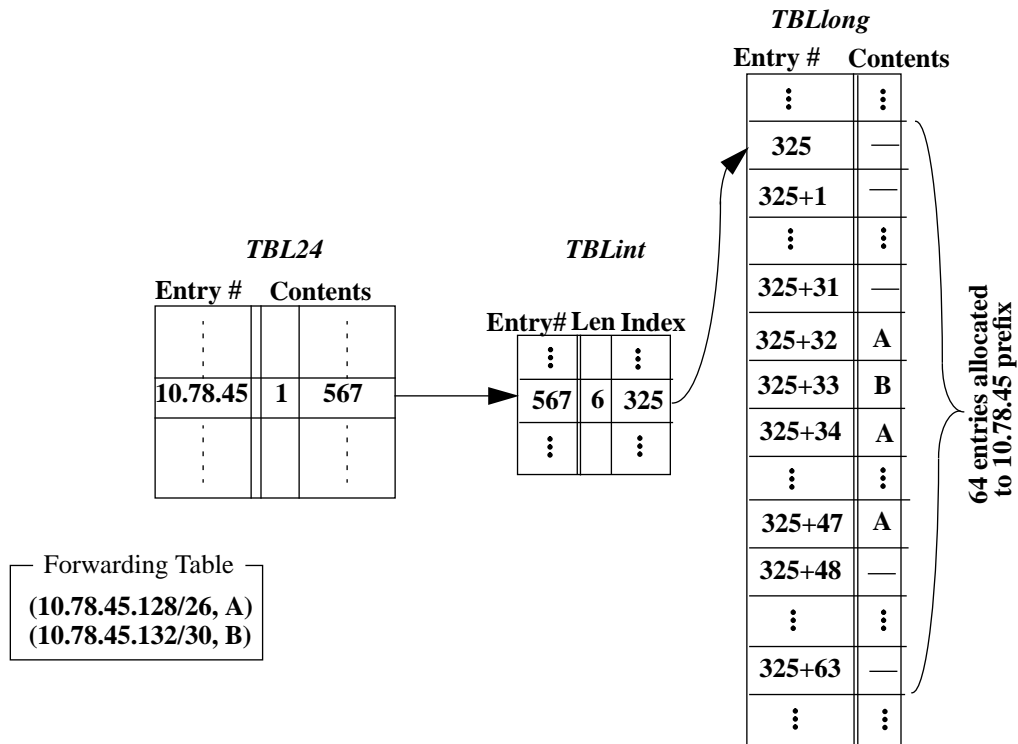 TBLlong
Entry # Contents
325 —
325+1 —
325+31 —
325+32 A
325+33 B
325+34 A
325+47 A
325+48 —
325+63 —
64 entries allocated
to 10.78.45 prefix
TBL24
Entry # Contents
10.78.45 1 567
TBLint
Entry# Len Index
567 6 325
Forwarding Table
(10.78.45.128/26, A)
(10.78.45.132/30, B)